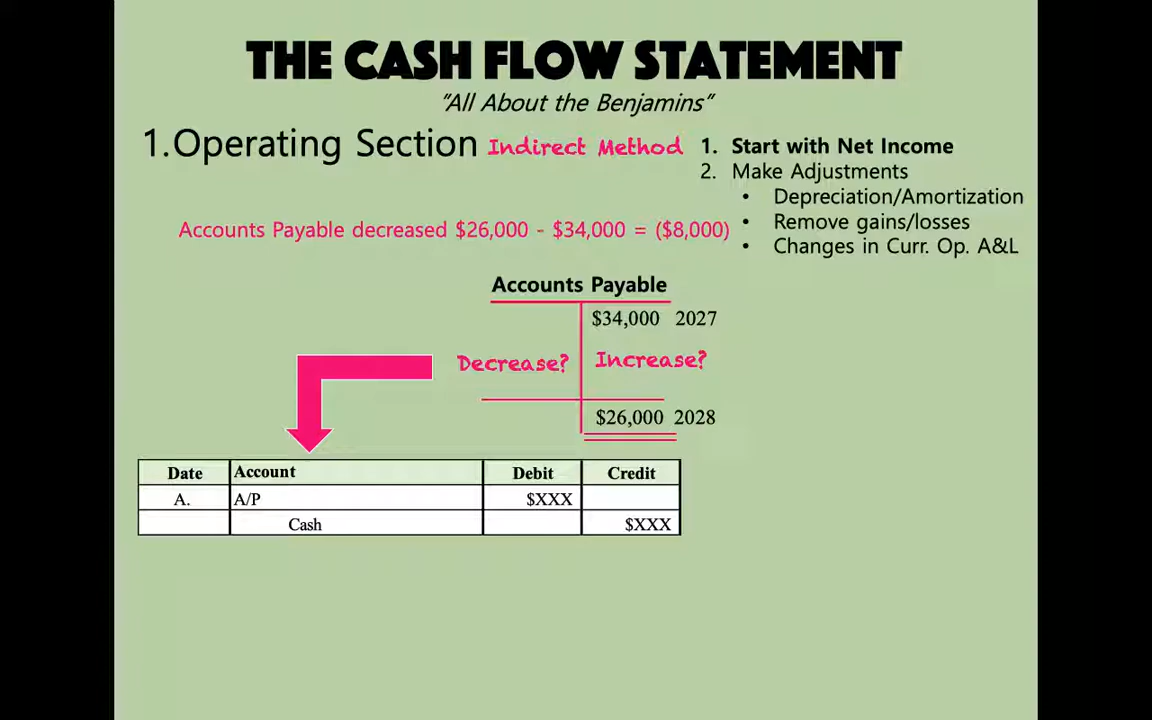 THE CASH FLOW STATEMENT
"All About the Benjamins"
1.Operating Section Indirect Method
1. Start with Net Income
2. Make Adjustments
• Depreciation/Amortization
• Remove gains/losses
• Changes in Curr. Op. A&L
Accounts Payable decreased $26,000 - $34,000 = ($8,000)
Accounts Payable
$34,000 2027
Decrease? Increase?
$26,000 2028
Date Account Debit Credit
A. A/P $XXX
Cash $XXX